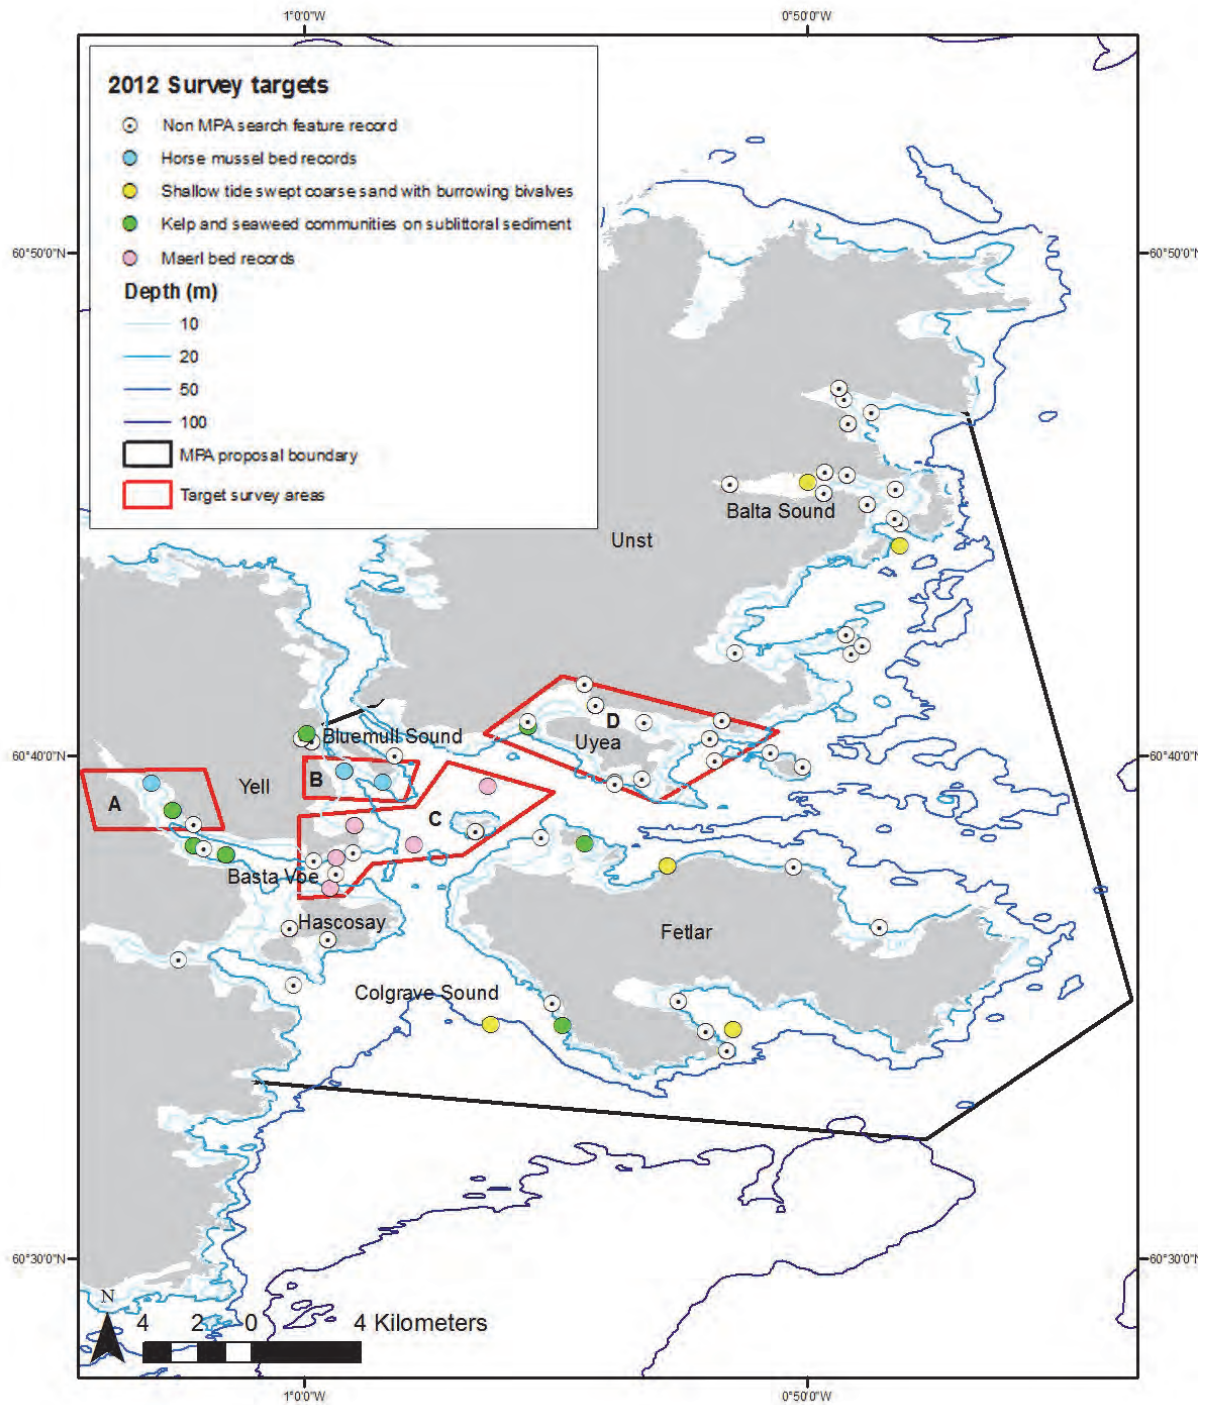 1°0'0"W
0°50'0"W
2012 Survey targets
Non MPA search feature record
Horse mussel bed records
Shallow tide swept coarse sand with burrowing bivalves
Kelp and seaweed communities on sublittoral sediment
Maerl bed records
Depth (m)
10
20
50
100
MPA proposal boundary
Target survey areas
60°50'0"N
60°50'0"N
Balta Sound
Unst
D
Bluemull Sound
Uyea
60°40'0"N
60°40'0"N
Yell
B
A
C
Basta Voe
Hascosay
Fetlar
Colgrave Sound
60°30'0"N
60°30'0"N
N
4 2 0 4 Kilometers
1°0'0"W
0°50'0"W